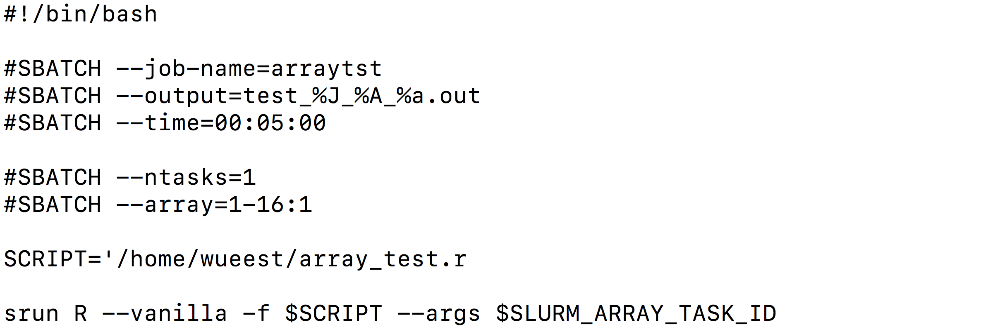 #!/bin/bash
#SBATCH --job-name=arraytst
#SBATCH --output=test_%J_%A_%a.out
#SBATCH --time=00:05:00
#SBATCH --ntasks=1
#SBATCH --array=1-16:1
SCRIPT='/home/wueest/array_test.r
srun R --vanilla -f $SCRIPT --args $SLURM_ARRAY_TASK_ID